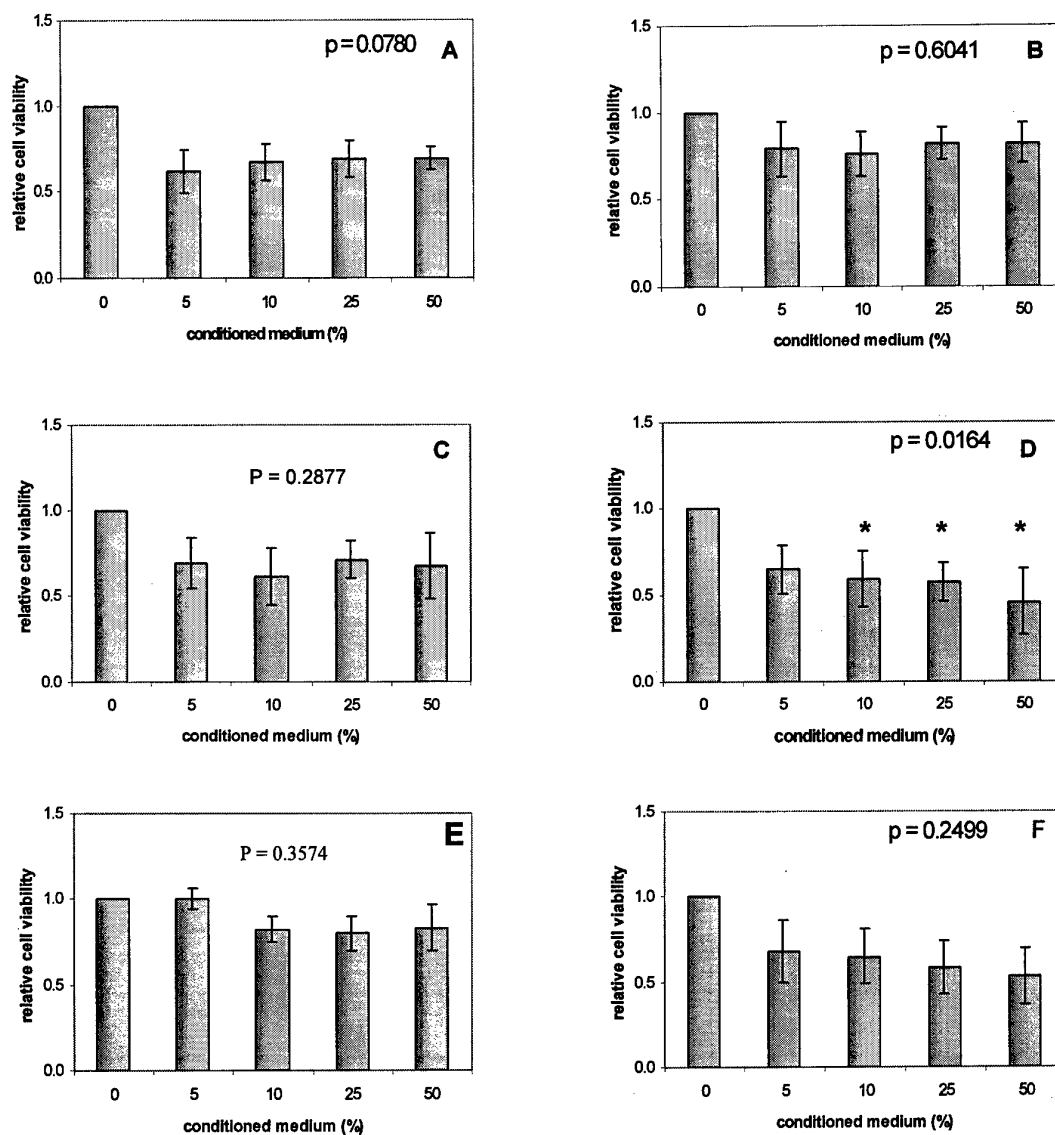 p = 0.0780
A
1.5
1.0
0.5
0.0
relative cell viability
0 5 10 25 50
conditioned medium (%)
p = 0.6041
B
1.5
1.0
0.5
0.0
relative cell viability
0 5 10 25 50
conditioned medium (%)
P = 0.2877
C
1.5
1.0
0.5
0.0
relative cell viability
0 5 10 25 50
conditioned medium (%)
p = 0.0164
D
1.5
1.0
0.5
0.0
* * *
relative cell viability
0 5 10 25 50
conditioned medium (%)
P = 0.3574
E
1.5
1.0
0.5
0.0
relative cell viability
0 5 10 25 50
conditioned medium (%)
p = 0.2499
F
1.5
1.0
0.5
0.0
relative cell viability
0 5 10 25 50
conditioned medium (%)